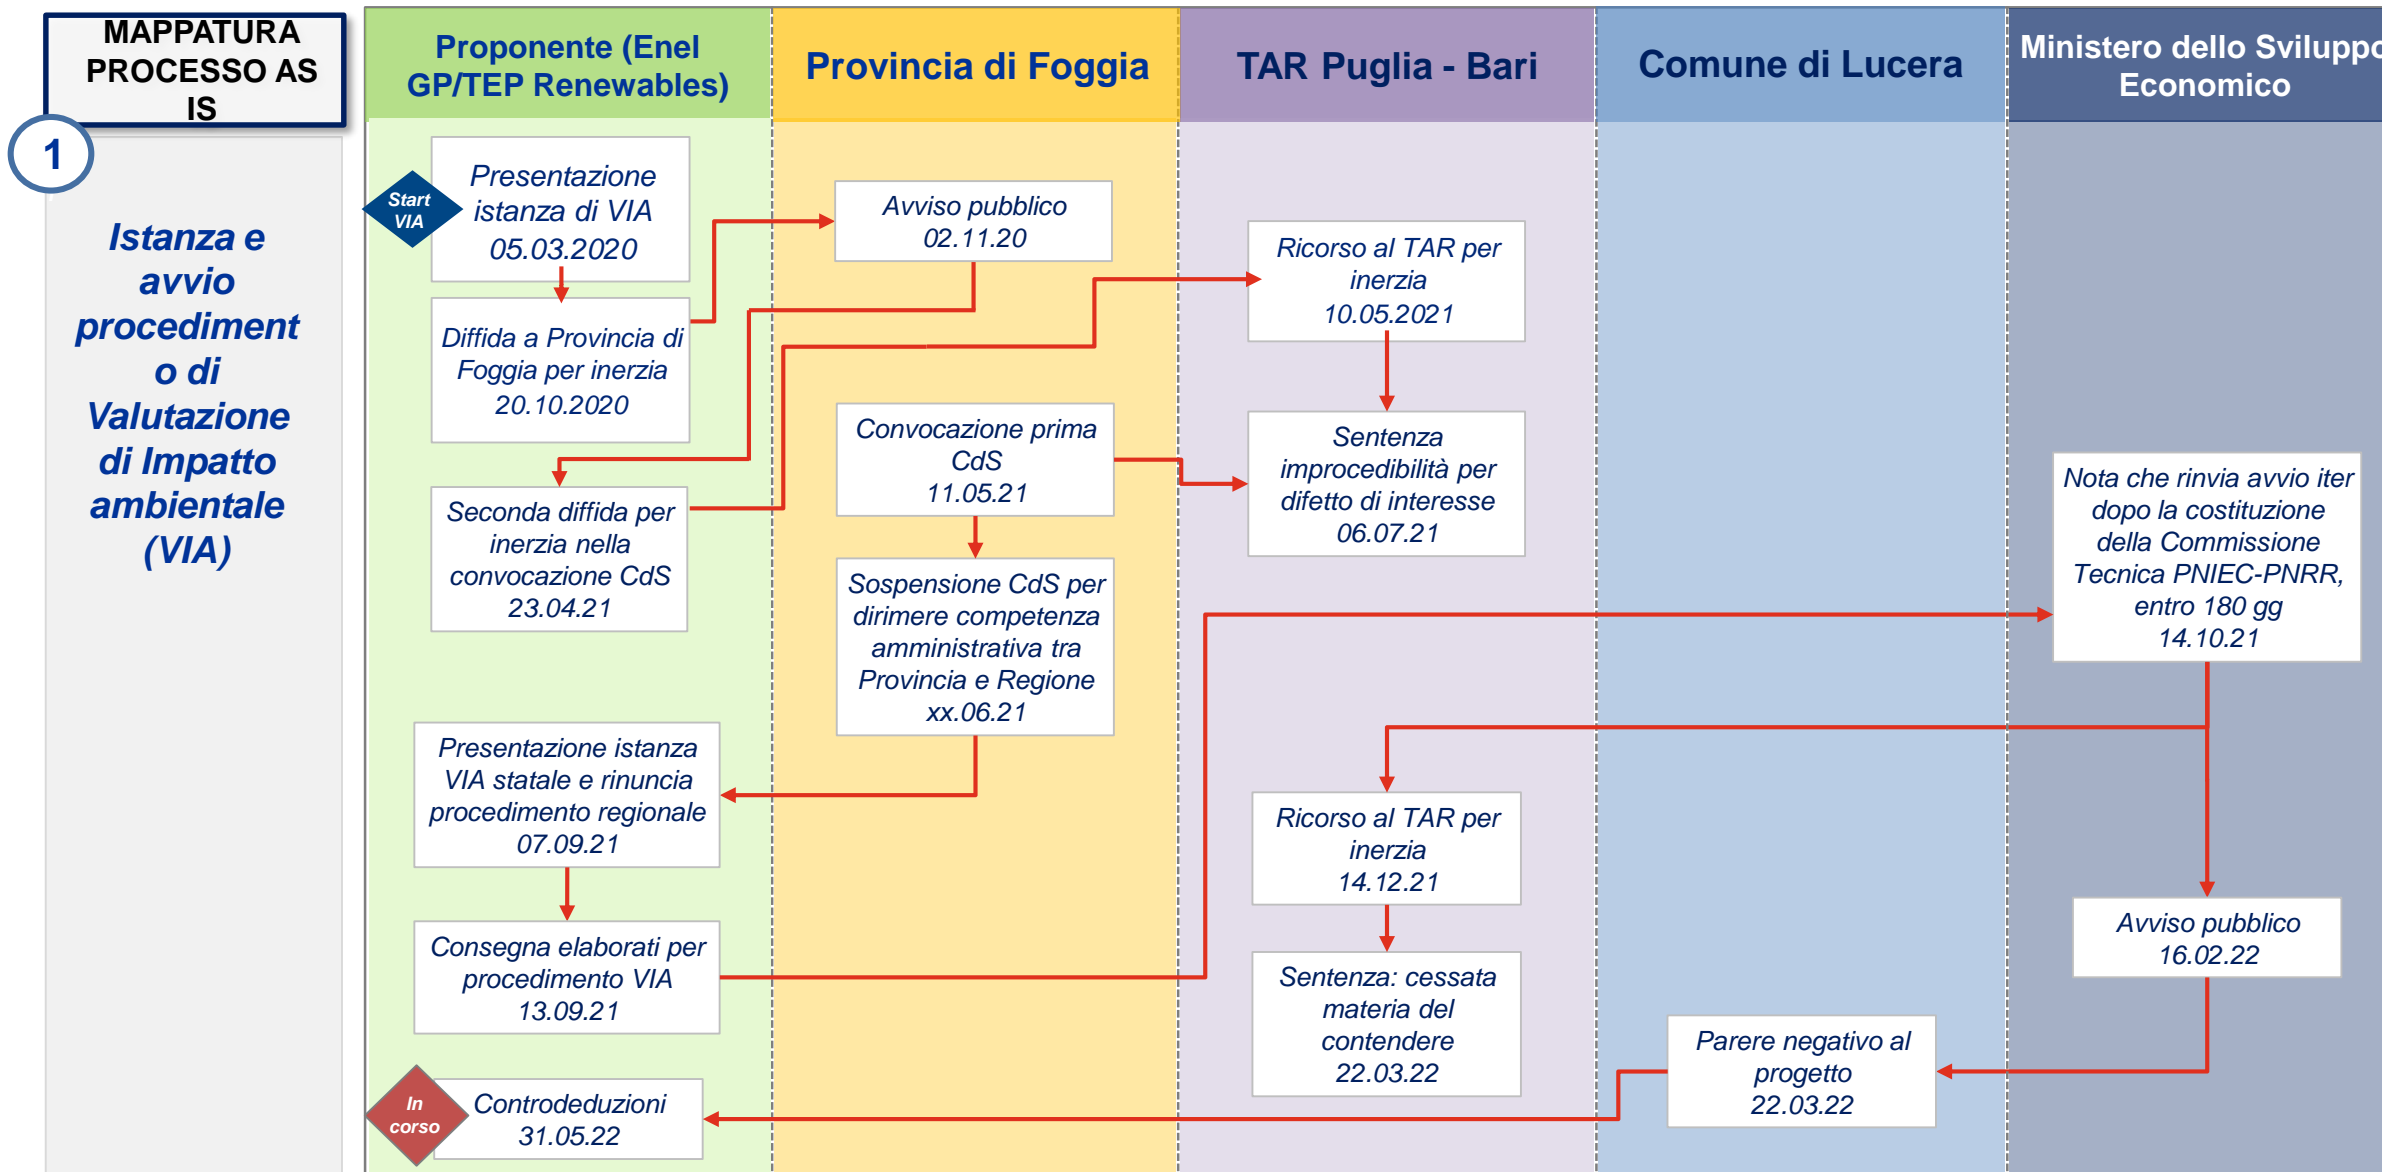 MAPPATURA
PROCESSO AS
IS
1
Istanza e
avvio
procediment
o di
Valutazione
di Impatto
ambientale
(VIA)
Proponente (Enel
GP/TEP Renewables)
Provincia di Foggia
TAR Puglia - Bari
Comune di Lucera
Ministero dello Sviluppo
Economico
Start
VIA
Presentazione
istanza di VIA
05.03.2020
Diffida a Provincia di
Foggia per inerzia
20.10.2020
Seconda diffida per
inerzia nella
convocazione CdS
23.04.21
Presentazione istanza
VIA statale e rinuncia
procedimento regionale
07.09.21
Consegna elaborati per
procedimento VIA
13.09.21
In
corso
Controdeduzioni
31.05.22
Avviso pubblico
02.11.20
Convocazione prima
CdS
11.05.21
Sospensione CdS per
dirimere competenza
amministrativa tra
Provincia e Regione
xx.06.21
Ricorso al TAR per
inerzia
10.05.2021
Sentenza
improcedibilità per
difetto di interesse
06.07.21
Ricorso al TAR per
inerzia
14.12.21
Sentenza: cessata
materia del
contendere
22.03.22
Parere negativo al
progetto
22.03.22
Nota che rinvia avvio iter
dopo la costituzione
della Commissione
Tecnica PNIEC-PNRR,
entro 180 gg
14.10.21
Avviso pubblico
16.02.22